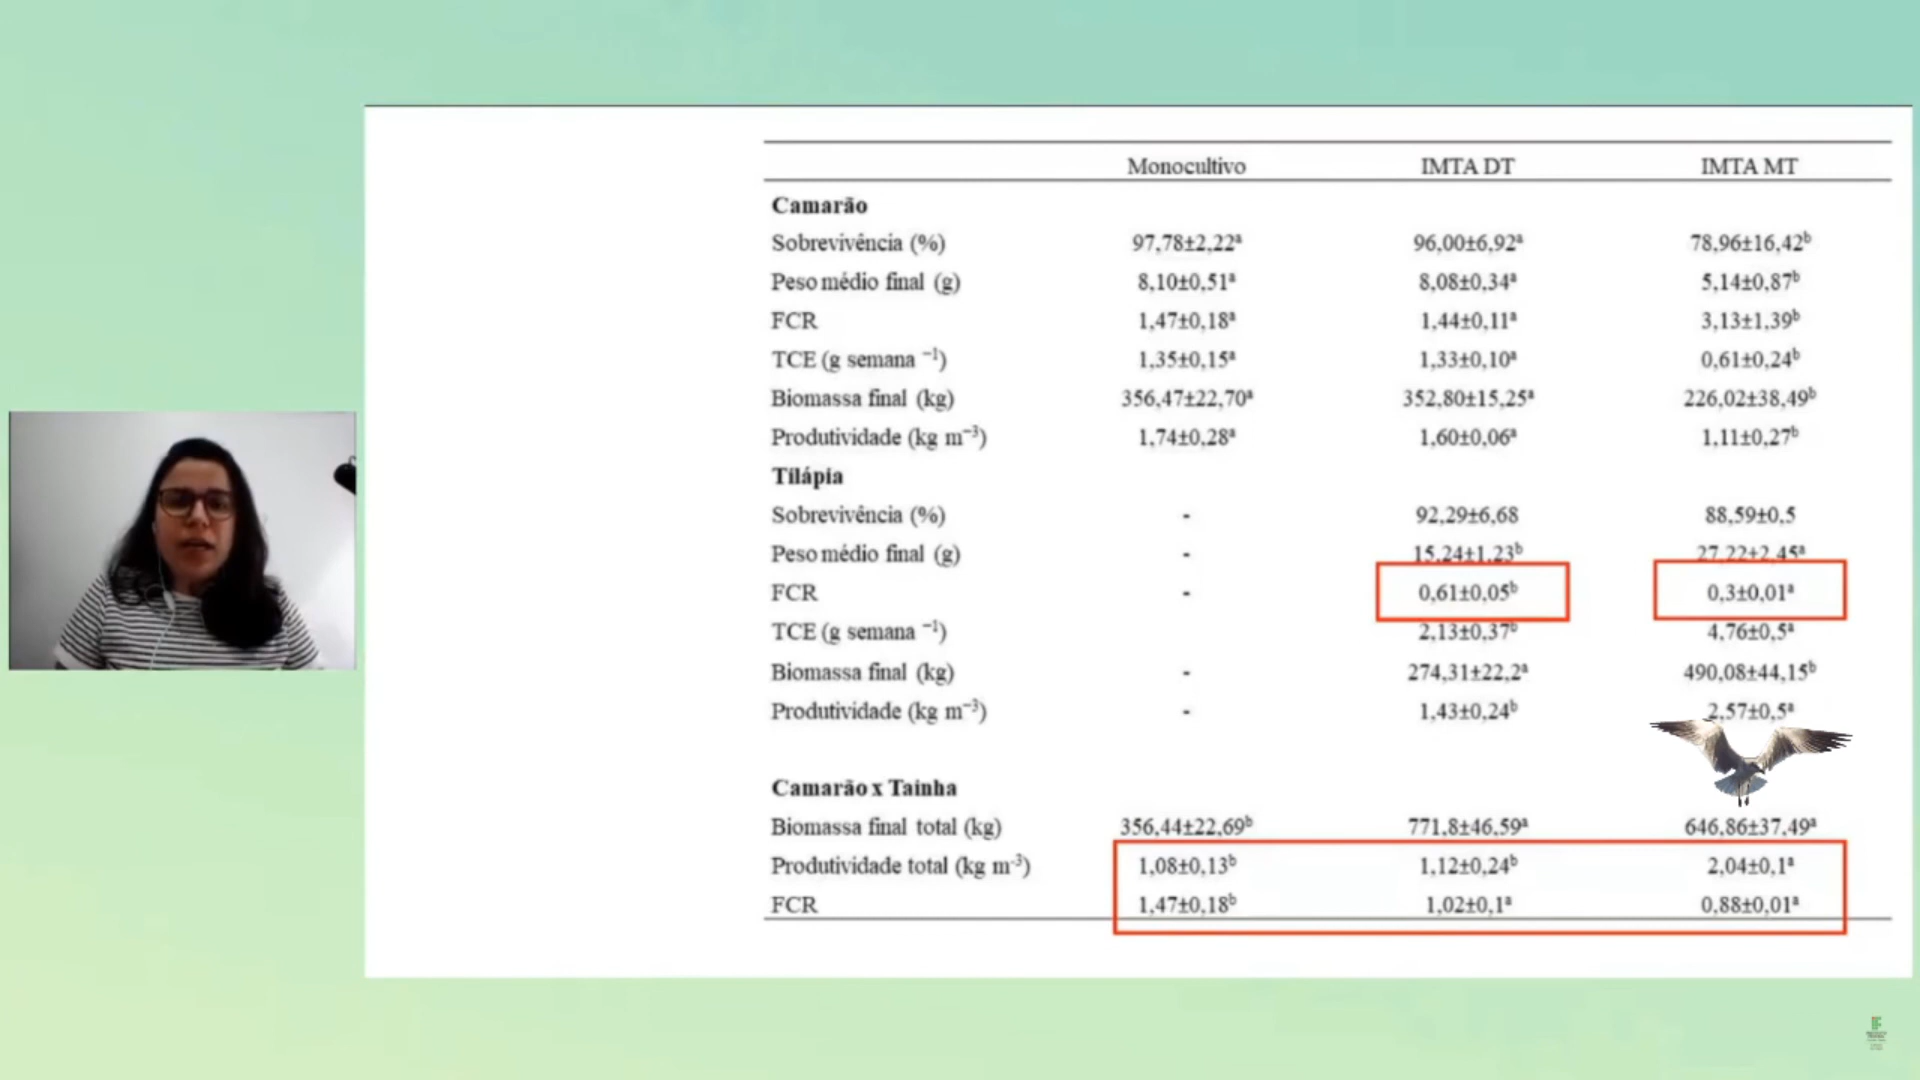 Monocultivo IMTA DT IMTA MT
Camarão
Sobrevivência (%) 97,78±2,22ª 96,00±6,92ª 78,96±16,42ᵇ
Peso médio final (g) 8,10±0,51ª 8,08±0,34ª 5,14±0,87ᵇ
FCR 1,47±0,18ª 1,44±0,11ª 3,13±1,39ᵇ
TCE (g semana ⁻¹) 1,35±0,15ª 1,33±0,10ª 0,61±0,24ᵇ
Biomassa final (kg) 356,47±22,70ª 352,80±15,25ª 226,02±38,49ᵇ
Produtividade (kg m⁻³) 1,74±0,28ª 1,60±0,06ª 1,11±0,27ᵇ
Tilápia
Sobrevivência (%) - 92,29±6,68 88,59±0,5
Peso médio final (g) - 15,24±1,23ᵇ 27,22±2,45ª
FCR - 0,61±0,05ᵇ 0,3±0,01ª
TCE (g semana ⁻¹) - 2,13±0,37ᵇ 4,76±0,5ª
Biomassa final (kg) - 274,31±22,2ª 490,08±44,15ᵇ
Produtividade (kg m⁻³) - 1,43±0,24ᵇ 2,57±0,5ª
Camarão x Tainha
Biomassa final total (kg) 356,44±22,69ᵇ 771,8±46,59ª 646,86±37,49ª
Produtividade total (kg m⁻³) 1,08±0,13ᵇ 1,12±0,24ᵇ 2,04±0,1ª
FCR 1,47±0,18ᵇ 1,02±0,1ª 0,88±0,01ª